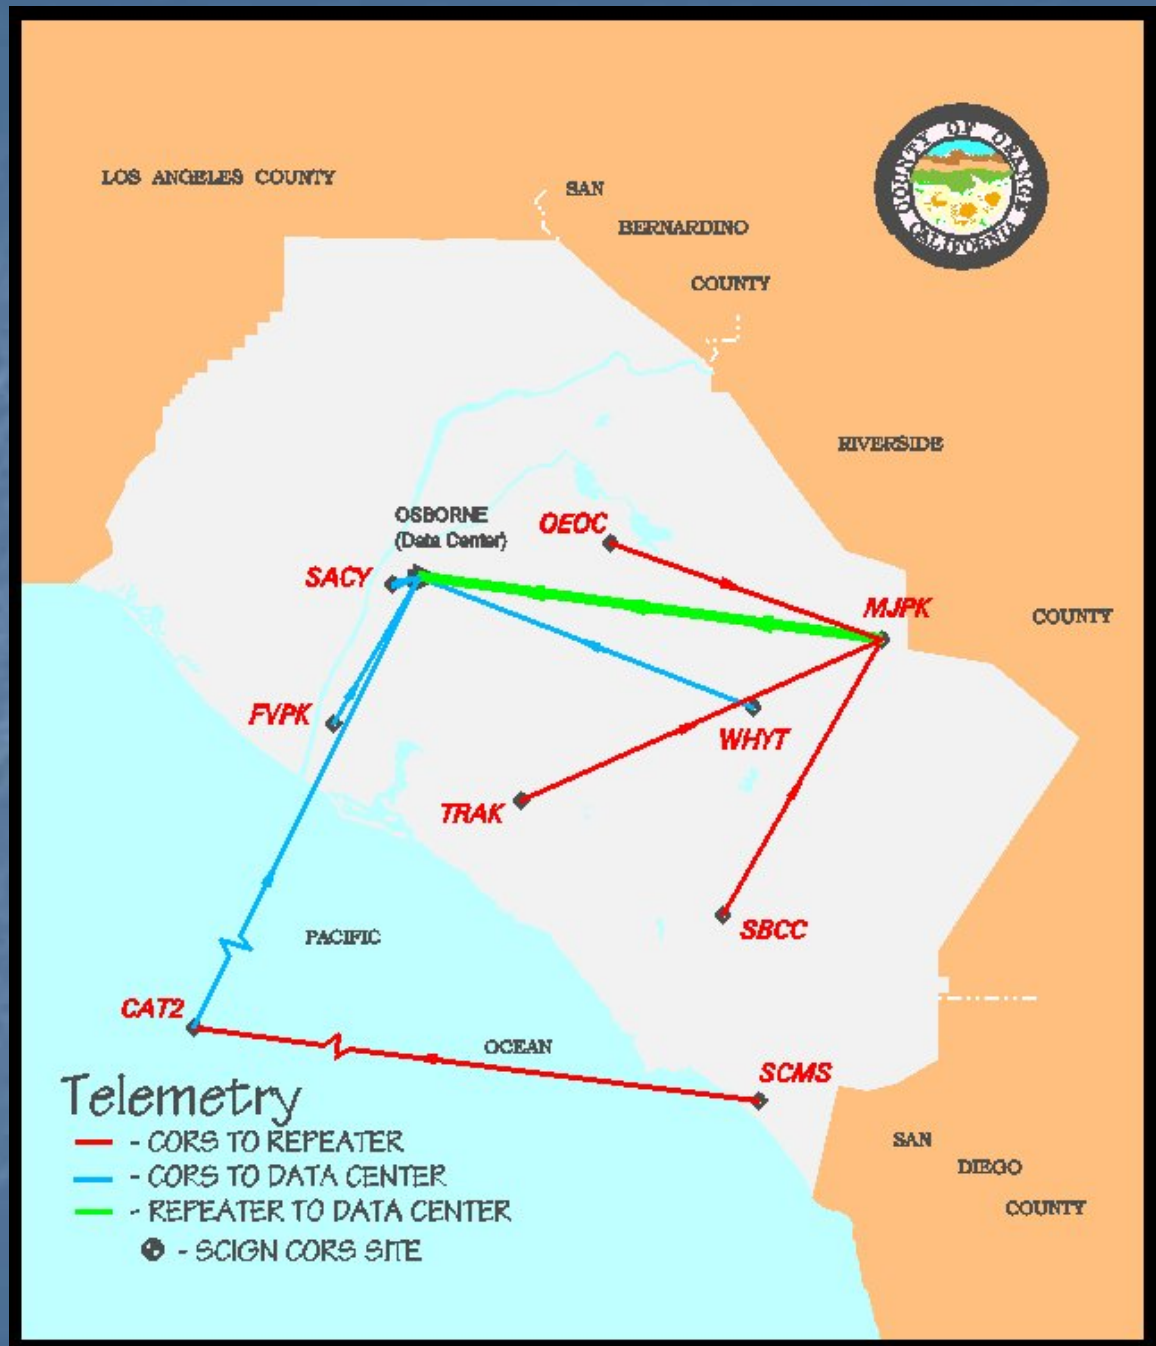 LOS ANGELES COUNTY
SAN
BERNARDINO
COUNTY
COUNTY OF ORANGE
CALIFORNIA
RIVERSIDE
COUNTY
OSBORNE
(Data Center)
OEOC
SACY
MJPK
FVPK
WHYT
TRAK
SBCC
PACIFIC
CAT2
OCEAN
SCMS
Telemetry
- CORS TO REPEATER
- CORS TO DATA CENTER
- REPEATER TO DATA CENTER
- SCIGN CORS SITE
SAN
DIEGO
COUNTY